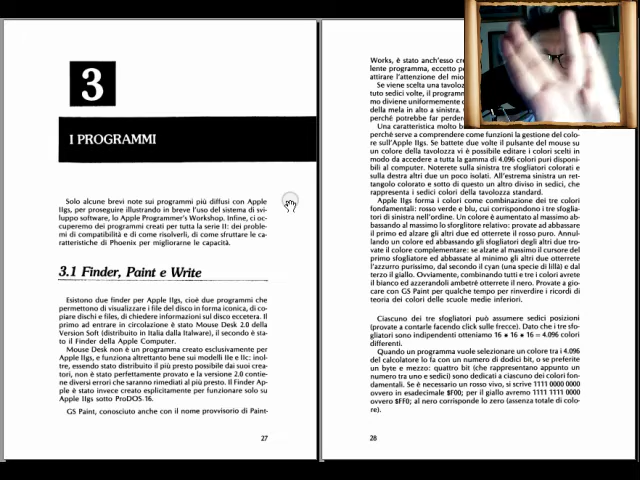 3
I PROGRAMMI
Solo alcune brevi note sui programmi più diffusi con Apple
IIgs, per proseguire illustrando in breve l'uso del sistema di svi-
luppo software, lo Apple Programmer's Workshop. Infine, ci oc-
cuperemo dei programmi creati per tutta la serie II: dei proble-
mi di compatibilità e di come risolverli, di come sfruttare le ca-
ratteristiche di Phoenix per migliorarne le capacità.
3.1 Finder, Paint e Write
Esistono due finder per Apple IIgs, cioè due programmi che
permettono di visualizzare i file del disco in forma iconica, di co-
piare dischi e files, di chiedere informazioni sul disco eccetera. Il
primo ad entrare in circolazione è stato Mouse Desk 2.0 della
Version Soft (distribuito in Italia dalla Italware), il secondo è sta-
to il Finder della Apple Computer.
Mouse Desk non è un programma creato esclusivamente per
Apple IIgs, e funziona altrettanto bene sui modelli IIe e IIc: inol-
tre, essendo stato distribuito il più presto possibile dai suoi crea-
tori, non è stato perfettamente provato e la versione 2.0 contie-
ne diversi errori che saranno rimediati al più presto. Il Finder Ap-
ple è stato invece creato esplicitamente per funzionare solo su
Apple IIgs sotto ProDOS 16.
GS Paint, conosciuto anche con il nome provvisorio di Paint-
27
Works, è stato anch'esso
lente programma, eccetto
attirare l'attenzione del
Se viene scelta una
tuto sedici volte, il
mo diviene uniformemente
della mela in alto a sinistra.
perché potrebbe far
Una caratteristica molto
perché serve a comprendere come funzioni la gestione del colo-
re sull'Apple IIgs. Se battete due volte il pulsante del mouse su
un colore della tavolozza vi è possibile editare i colori scelti in
modo da accedere a tutta la gamma di 4.096 colori puri disponi-
bili al computer. Noterete sulla sinistra tre sfogliatori colorati e
sulla destra altri due un poco isolati. All'estrema sinistra un ret-
tangolo colorato e sotto di questo un altro diviso in sedici, che
rappresenta i sedici colori della tavolozza standard.
Apple IIgs forma i colori come combinazione dei tre colori
fondamentali: rosso verde e blu, cui corrispondono i tre sfoglia-
tori di sinistra nell'ordine. Un colore è aumentato al massimo ab-
bassando al massimo lo sfogliatore relativo: provate ad abbassare
il primo ed alzare gli altri due ed otterrete il rosso puro. Annul-
lando un colore ed abbassando gli sfogliatori degli altri due tro-
vate il colore complementare: se alzate al massimo il cursore del
primo sfogliatore ed abbassate al minimo gli altri due otterrete
l'azzurro purissimo, dal secondo il cyan (una specie di lilla) e dal
terzo il giallo. Ovviamente, combinando tutti e tre i colori avrete
il bianco ed azzerandoli ambetrè otterrete il nero. Provate a gio-
care con GS Paint per qualche tempo per rinverdire i ricordi di
teoria dei colori delle scuole medie inferiori.
Ciascuno dei tre sfogliatori può assumere sedici posizioni
(provate a contarle facendo click sulle frecce). Dato che i tre sfo-
gliatori sono indipendenti otteniamo 16 * 16 * 16 = 4.096 colori
differenti.
Quando un programma vuole selezionare un colore tra i 4.096
del calcolatore lo fa con un numero di dodici bit, o se preferite
un byte e mezzo: quattro bit (che rappresentano appunto un
numero tra uno e sedici) sono dedicati a ciascuno dei colori fon-
damentali. Se è necessario un rosso vivo, si scrive 1111 0000 0000
ovvero in esadecimale $F00; per il giallo avremo 1111 1111 0000
ovvero $FF0; al nero corrisponde lo zero (assenza totale di colo-
re).
28